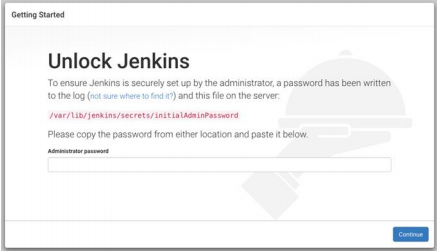 Getting Started
Unlock Jenkins
To ensure Jenkins is securely set up by the administrator, a password has been written
to the log (not sure where to find it?) and this file on the server:
/var/lib/jenkins/secrets/initialAdminPassword
Please copy the password from either location and paste it below.
Administrator password
Continue